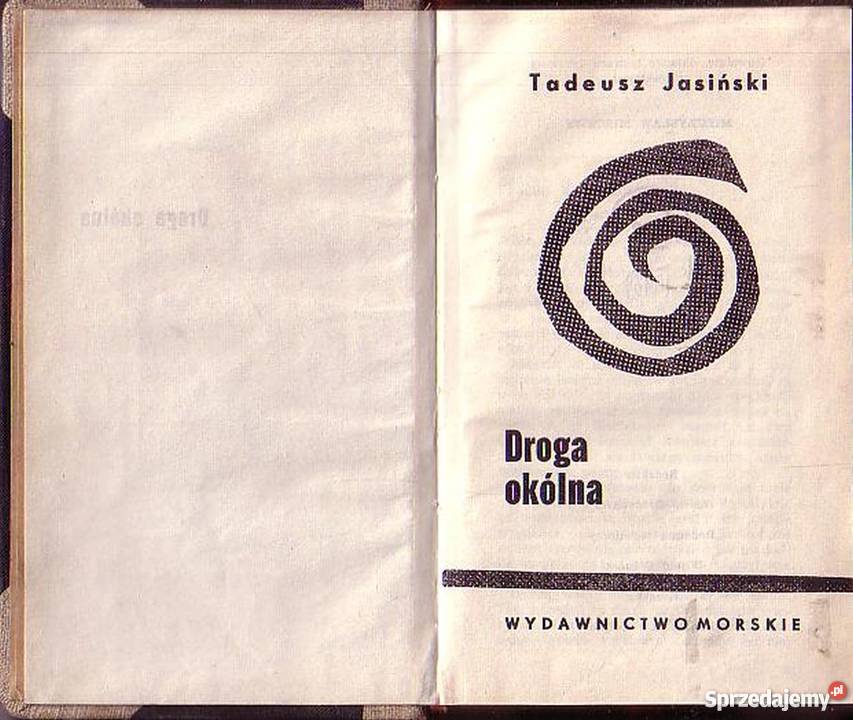 Tadeusz Jasiński
Droga
okólna
WYDAWNICTWO MORSKIE
Sprzedajemy.pl